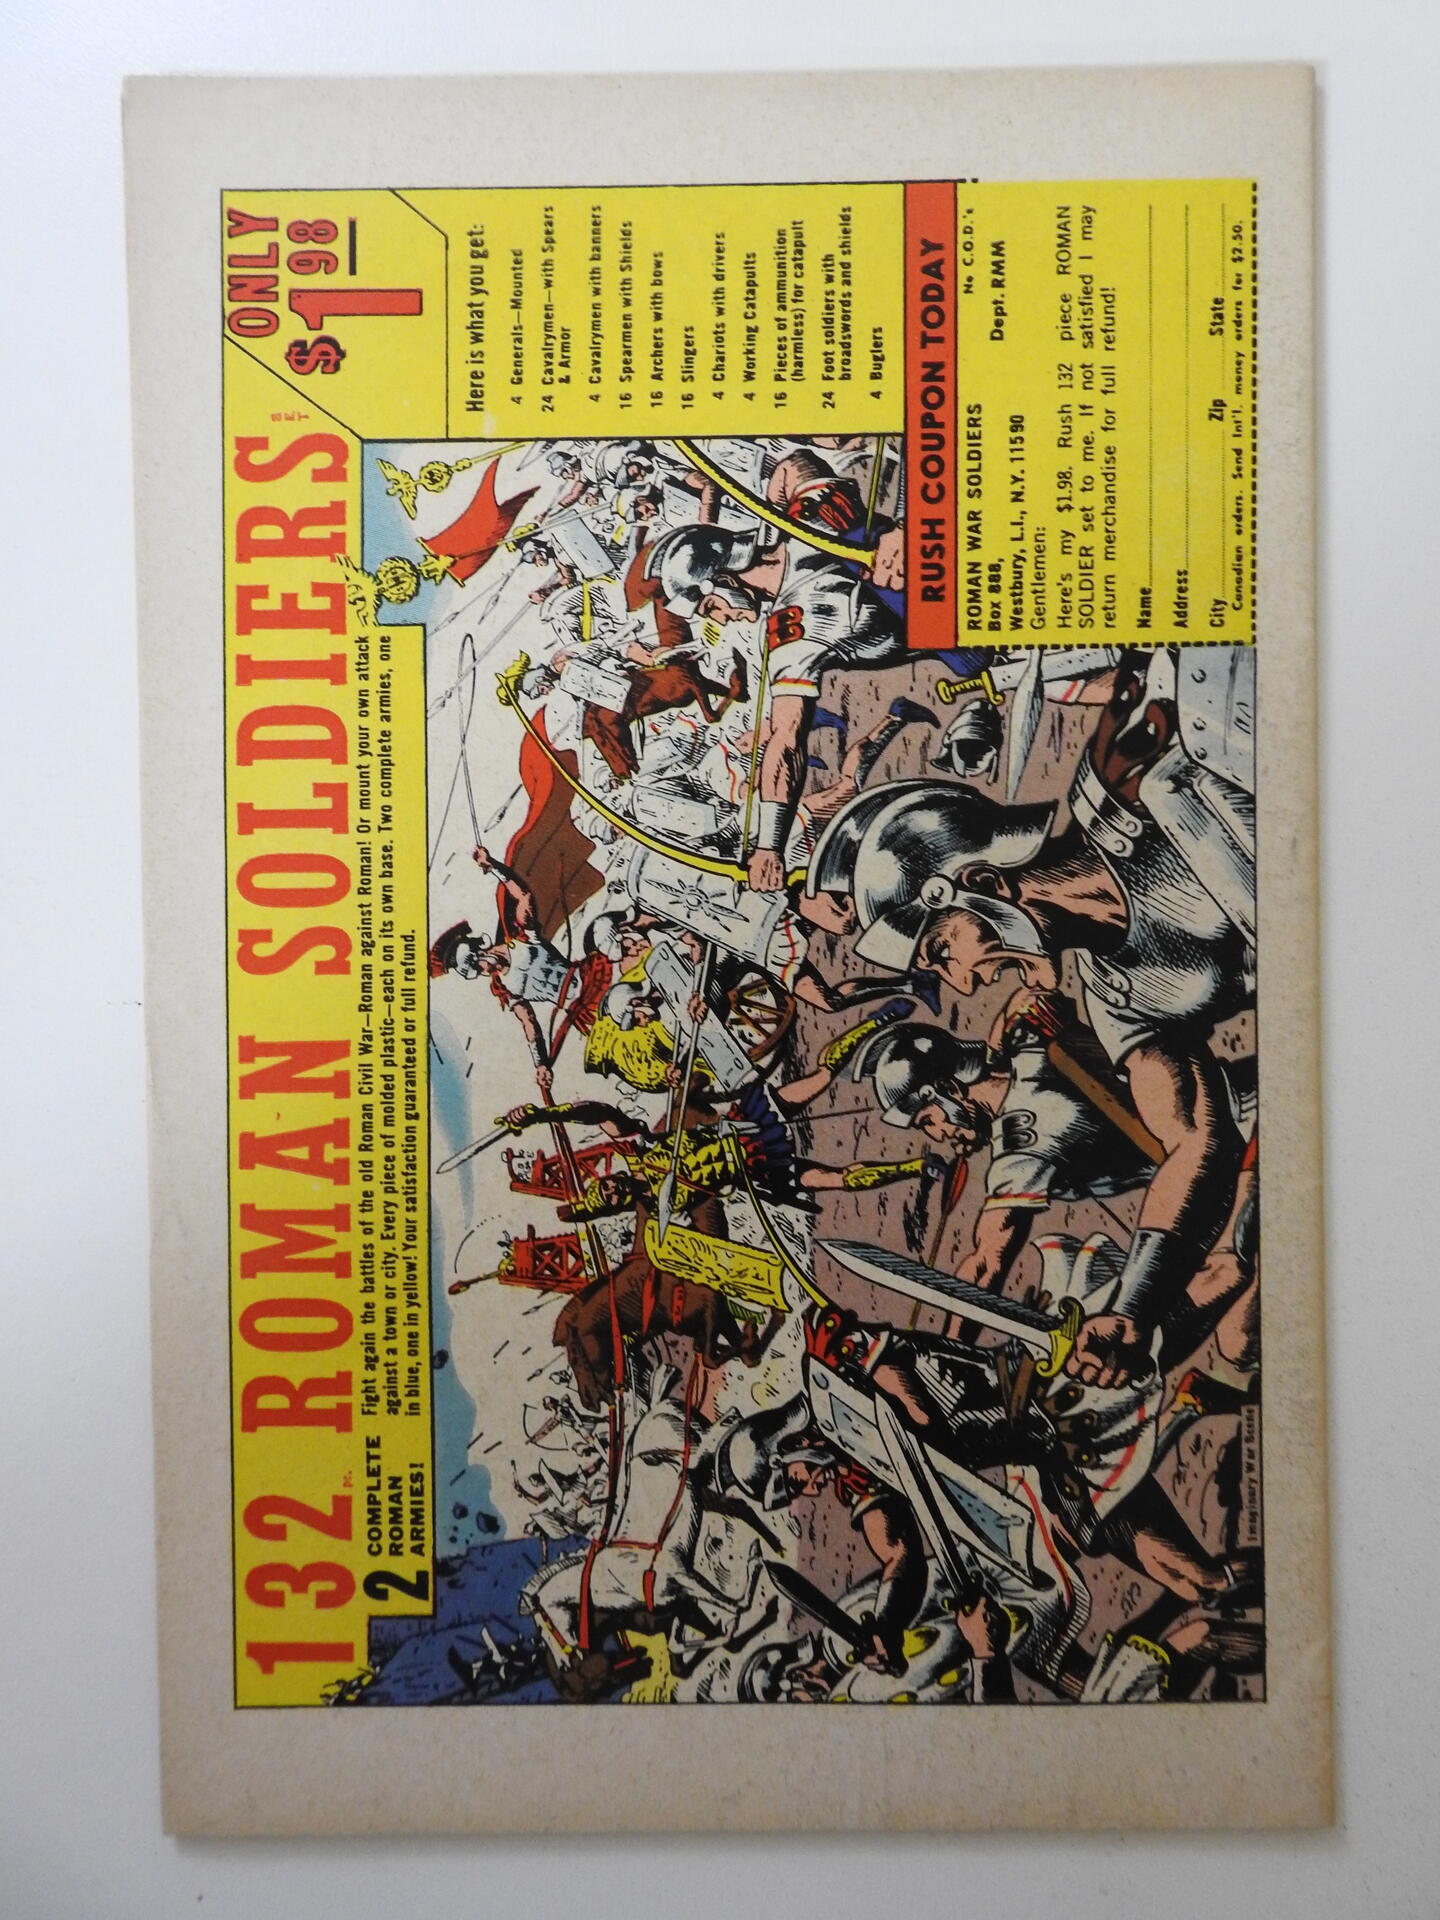 132 pc. ROMAN SOLDIERS SET
ONLY
$1.98
2 COMPLETE
ROMAN
ARMIES!
Fight again the battles of the old Roman Civil War—Roman against Roman! Or mount your own attack
against a town or city. Every piece of molded plastic—each on its own base. Two complete armies, one
in blue, one in yellow! Your satisfaction guaranteed or full refund.
Here is what you get:
4 Generals—Mounted
24 Cavalrymen—with Spears
& Armor
4 Cavalrymen with banners
16 Spearmen with Shields
16 Archers with bows
16 Slingers
4 Chariots with drivers
4 Working Catapults
16 Pieces of ammunition
(harmless) for catapult
24 Foot soldiers with
broadswords and shields
4 Buglers
RUSH COUPON TODAY
ROMAN WAR SOLDIERS No C.O.D.'s
Box 888, Dept. RMM
Westbury, L.I., N.Y. 11590
Gentlemen:
Here's my $1.98. Rush 132 piece ROMAN
SOLDIER set to me. If not satisfied I may
return merchandise for full refund!
Name
Address
City Zip State
Canadian orders. Send Int'l. money orders for $2.50.
Imaginary War Scene